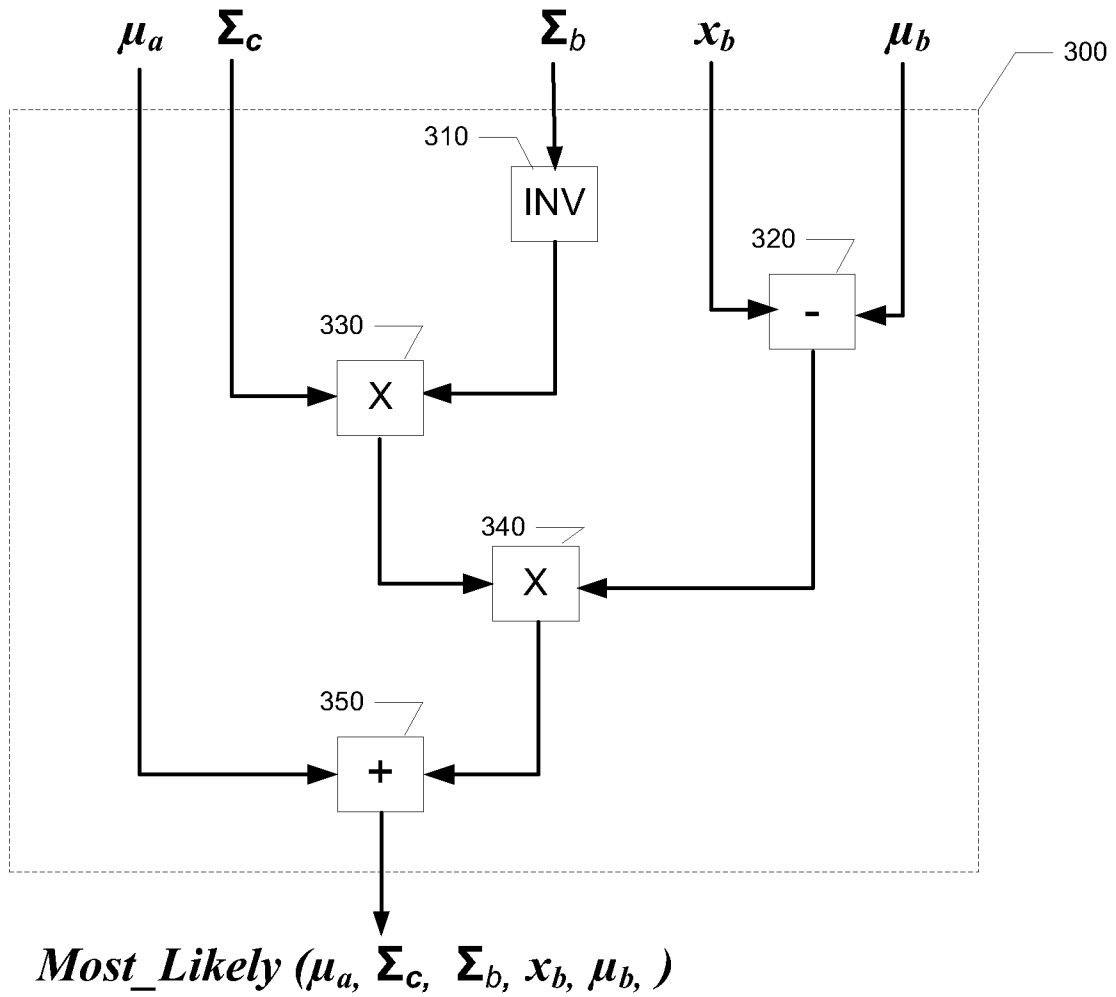 μa Σc Σb xb μb
300
310
INV
320
-
330
X
340
X
350
+
Most_Likely (μa, Σc, Σb, xb, μb, )